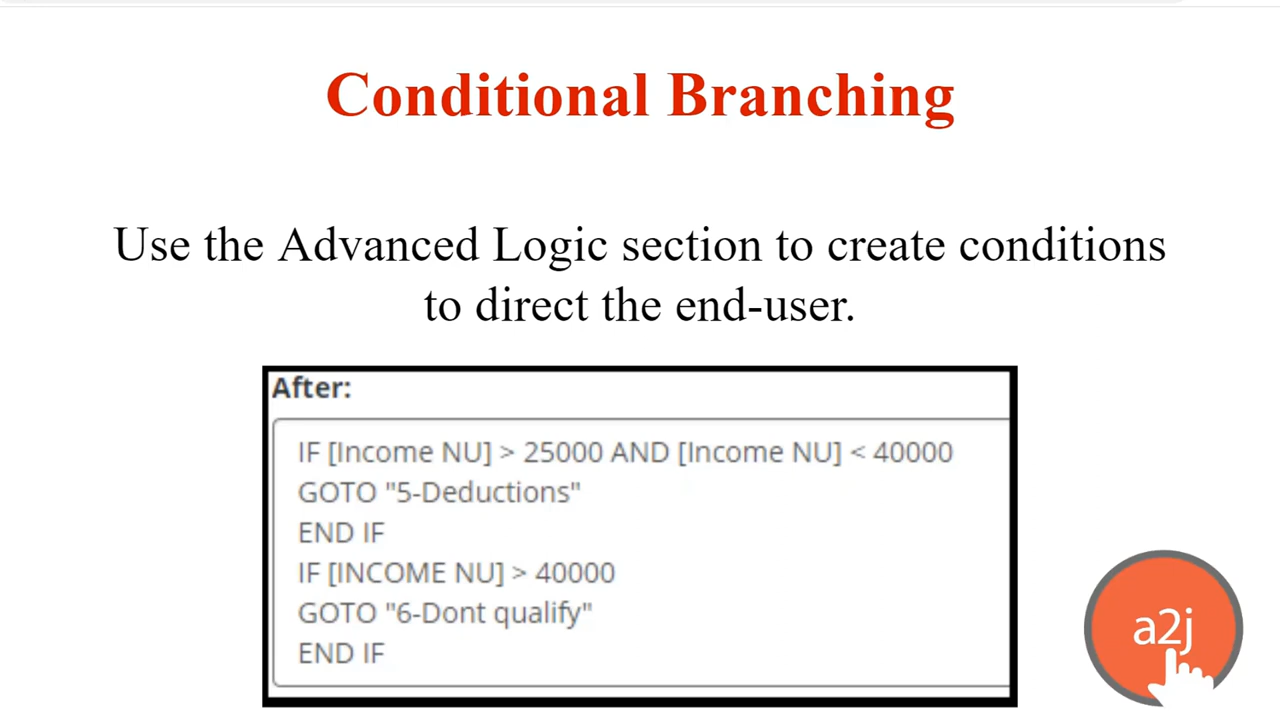 Conditional Branching
Use the Advanced Logic section to create conditions
to direct the end-user.
After:
IF [Income NU] > 25000 AND [Income NU] < 40000
GOTO "5-Deductions"
END IF
IF [INCOME NU] > 40000
GOTO "6-Dont qualify"
END IF
a2j